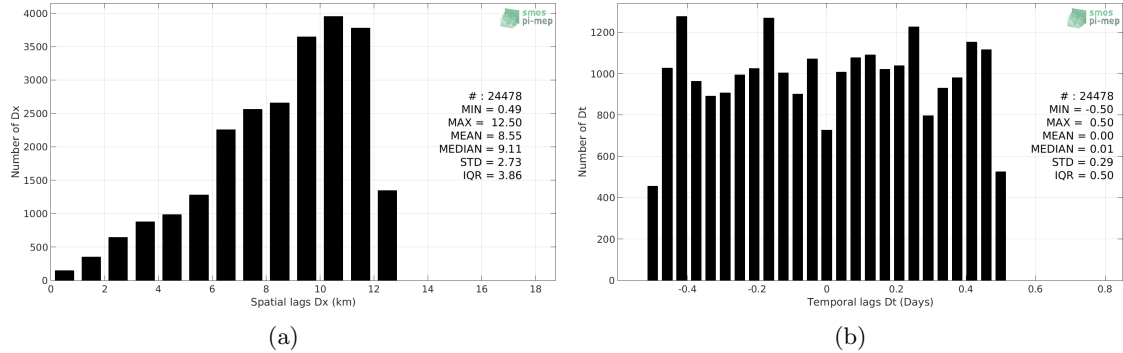 4000
3500
3000
2500
2000
1500
1000
500
0
Number of Dx
smos
pi-mep
# : 24478
MIN = 0.49
MAX = 12.50
MEAN = 8.55
MEDIAN = 9.11
STD = 2.73
IQR = 3.86
0 2 4 6 8 10 12 14 16 18
Spatial lags Dx (km)
(a)
1200
1000
800
600
400
200
0
Number of Dt
smos
pi-mep
# : 24478
MIN = -0.50
MAX = 0.50
MEAN = 0.00
MEDIAN = 0.01
STD = 0.29
IQR = 0.50
-0.4 -0.2 0 0.2 0.4 0.6 0.8
Temporal lags Dt (Days)
(b)